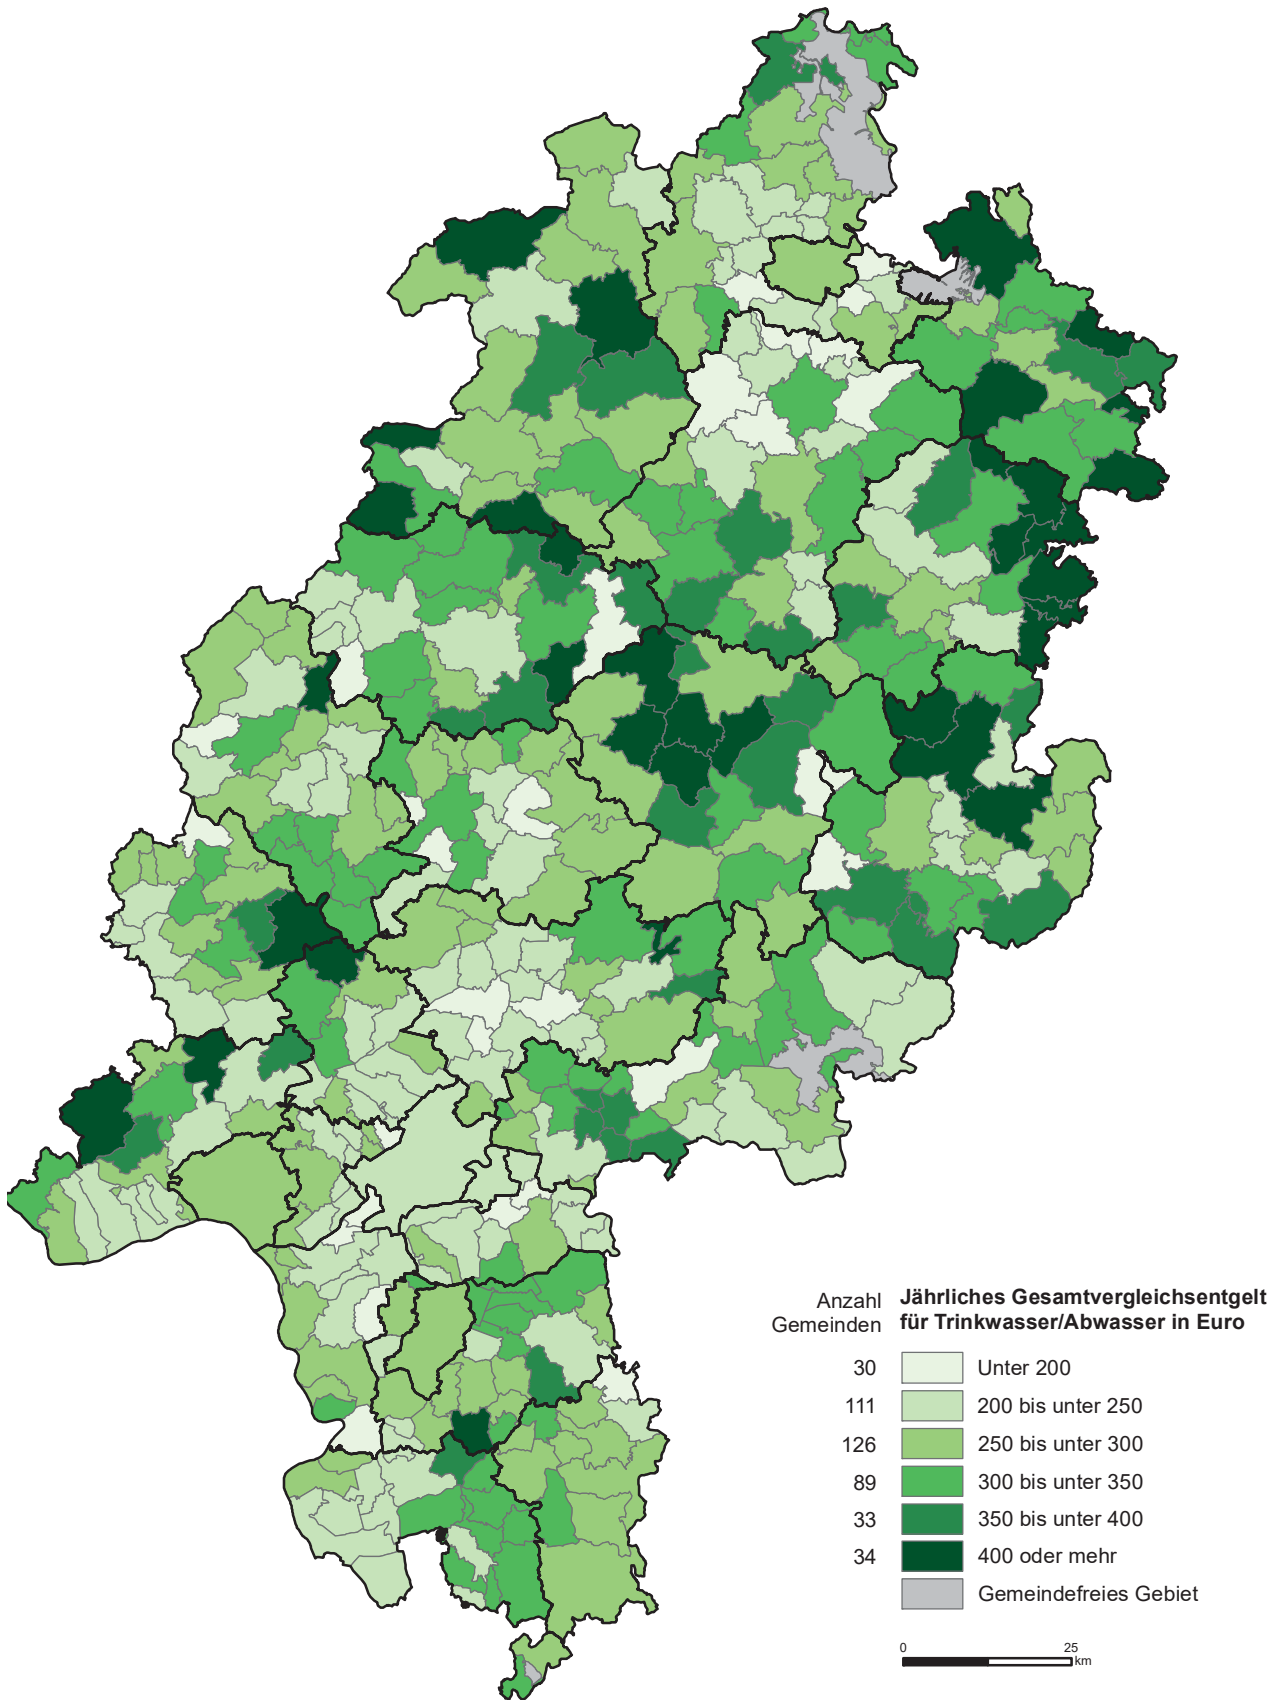 Anzahl
Gemeinden
Jährliches Gesamtvergleichsentgelt
für Trinkwasser/Abwasser in Euro
30 Unter 200
111 200 bis unter 250
126 250 bis unter 300
89 300 bis unter 350
33 350 bis unter 400
34 400 oder mehr
Gemeindefreies Gebiet
0 25
km